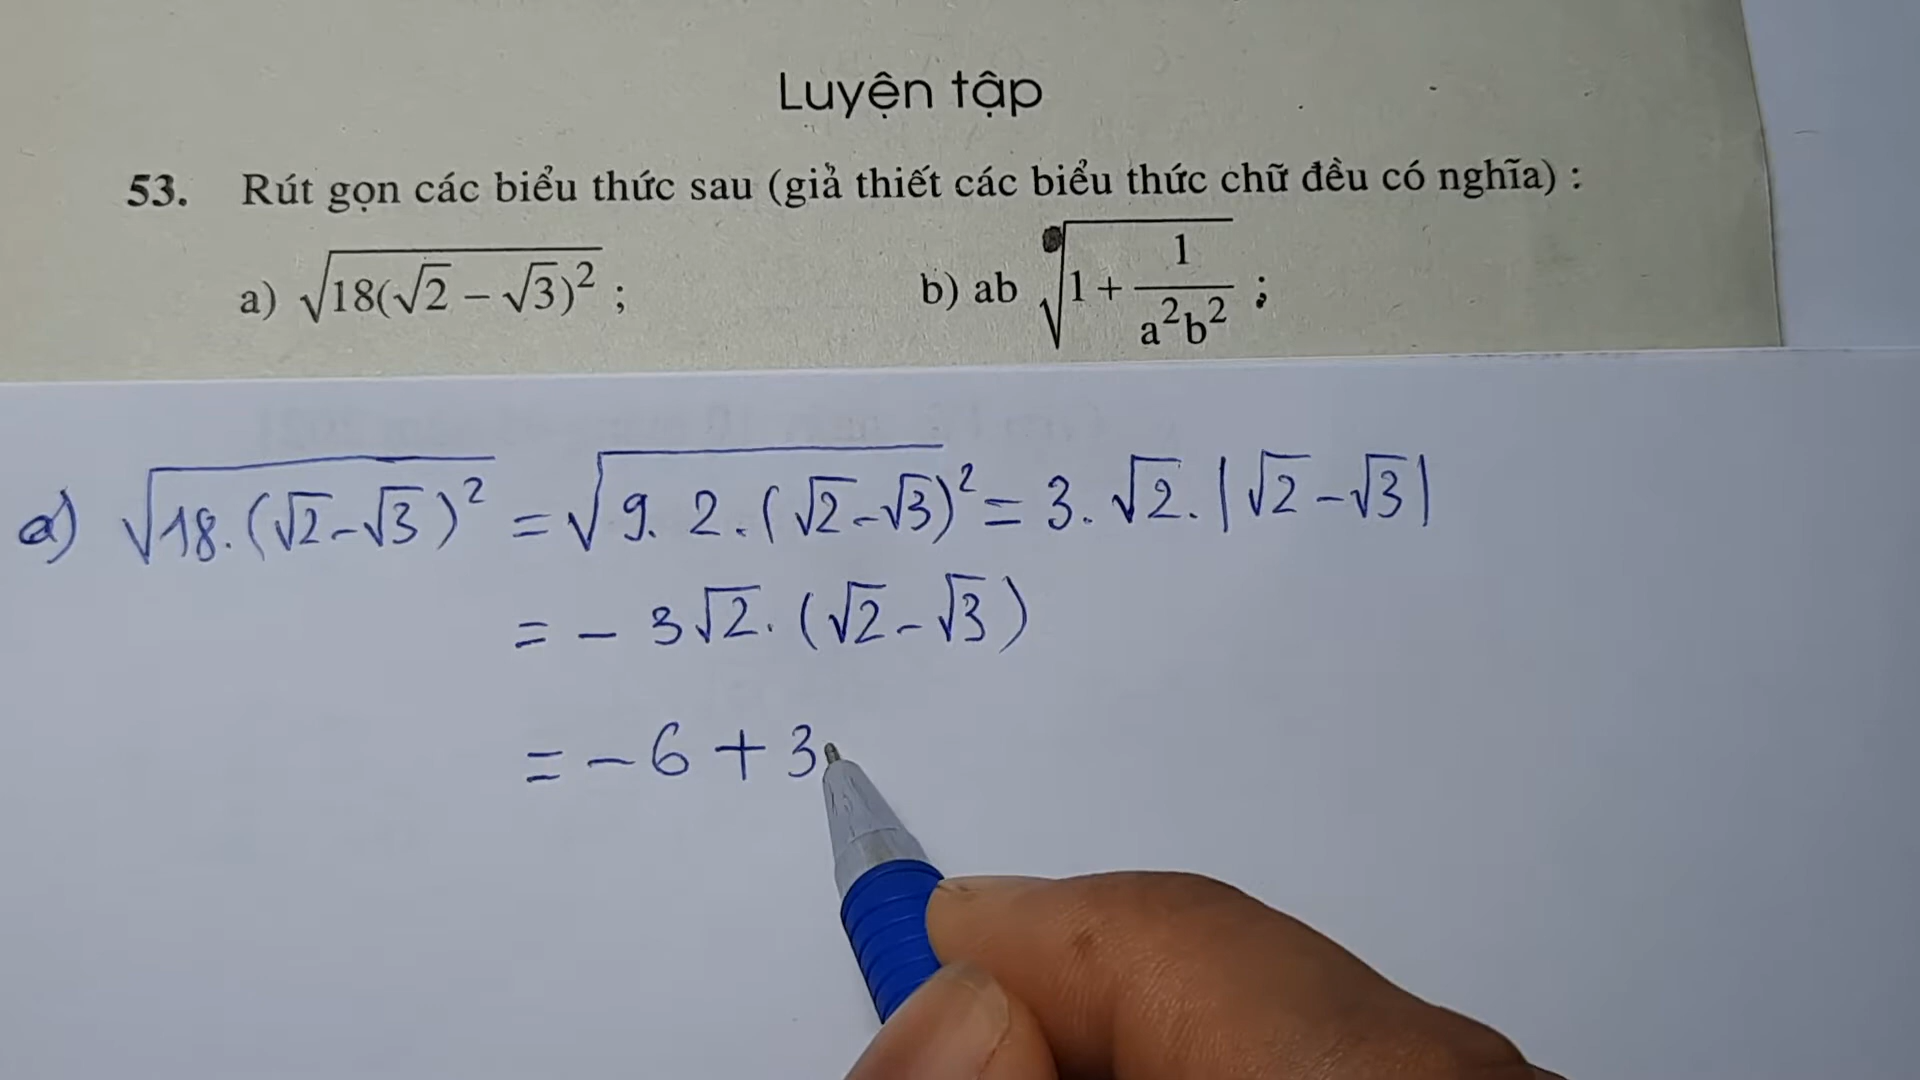 Luyện tập
53. Rút gọn các biểu thức sau (giả thiết các biểu thức chữ đều có nghĩa) :
a) √(18(√2 − √3)²) ; b) ab √(1 + 1/(a²b²)) ;
a) √(18.(√2-√3)²) = √(9. 2.(√2-√3)²) = 3. √2. |√2-√3|
= - 3√2. (√2-√3)
= - 6 + 3